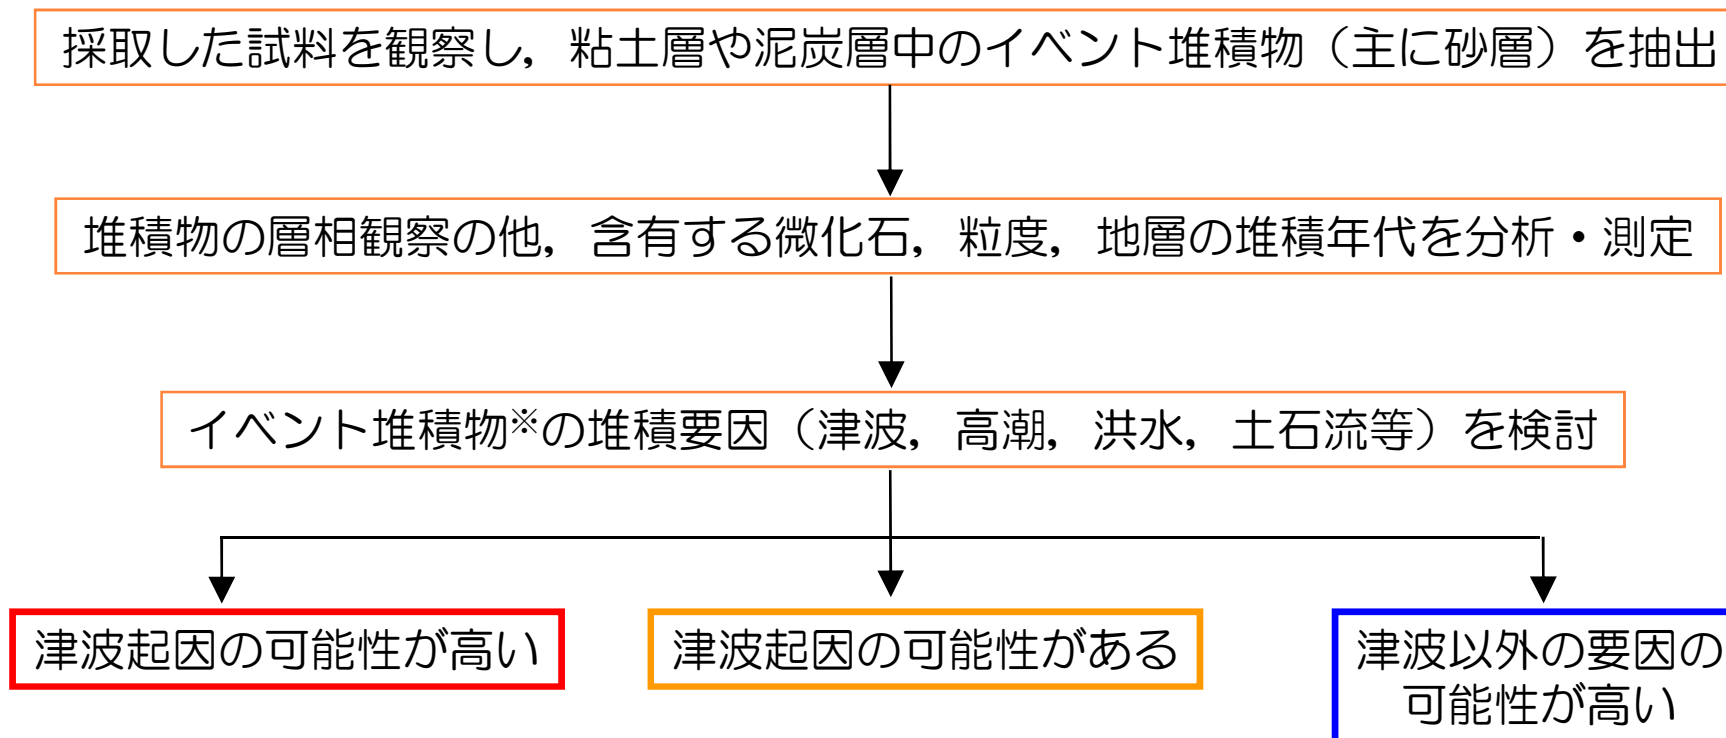 採取した試料を観察し，粘土層や泥炭層中のイベント堆積物（主に砂層）を抽出
堆積物の層相観察の他，含有する微化石，粒度，地層の堆積年代を分析・測定
イベント堆積物※の堆積要因（津波，高潮，洪水，土石流等）を検討
津波起因の可能性が高い
津波起因の可能性がある
津波以外の要因の
可能性が高い